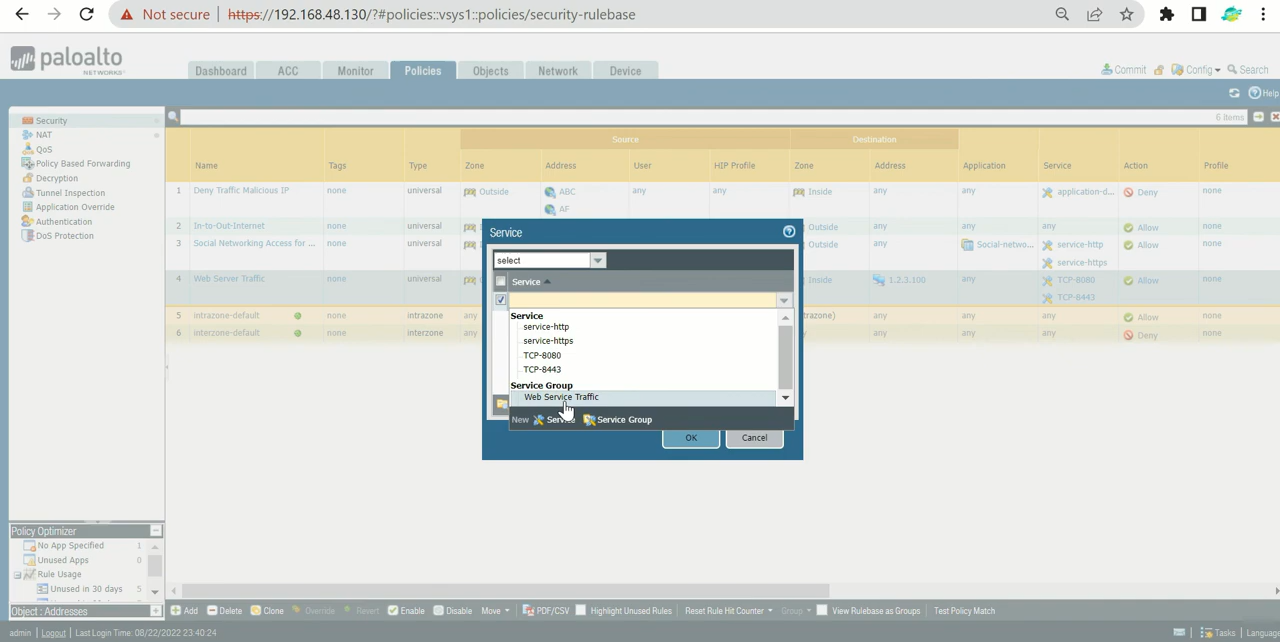 Not secure
https://192.168.48.130/?#policies::vsys1::policies/security-rulebase
paloalto
NETWORKS
Dashboard ACC Monitor Policies Objects Network Device
Commit Config Search
Help
Security
NAT
QoS
Policy Based Forwarding
Decryption
Tunnel Inspection
Application Override
Authentication
DoS Protection
6 items
Source Destination
Name Tags Type Zone Address User HIP Profile Zone Address Application Service Action Profile
1 Deny Traffic Malicious IP none universal Outside ABC any any Inside any any application-d... Deny none
AF
2 In-to-Out-Internet none universal Outside any any any Allow none
3 Social Networking Access for ... none universal Outside any Social-netwo... service-http Allow none
service-https
4 Web Server Traffic none universal Inside 1.2.3.100 any TCP-8080 Allow none
TCP-8443
5 intrazone-default none intrazone any trazone) any any any Allow none
6 interzone-default none interzone any any any any Deny none
Service
select
Service
Service
service-http
service-https
TCP-8080
TCP-8443
Service Group
Web Service Traffic
New Service Group
OK Cancel
Policy Optimizer
No App Specified 1
Unused Apps 0
Rule Usage
Unused in 30 days 5
Object : Addresses
Add Delete Clone Override Revert Enable Disable Move PDF/CSV Highlight Unused Rules Reset Rule Hit Counter Group View Rulebase as Groups Test Policy Match
admin | Logout | Last Login Time: 08/22/2022 23:40:24
Tasks | Language